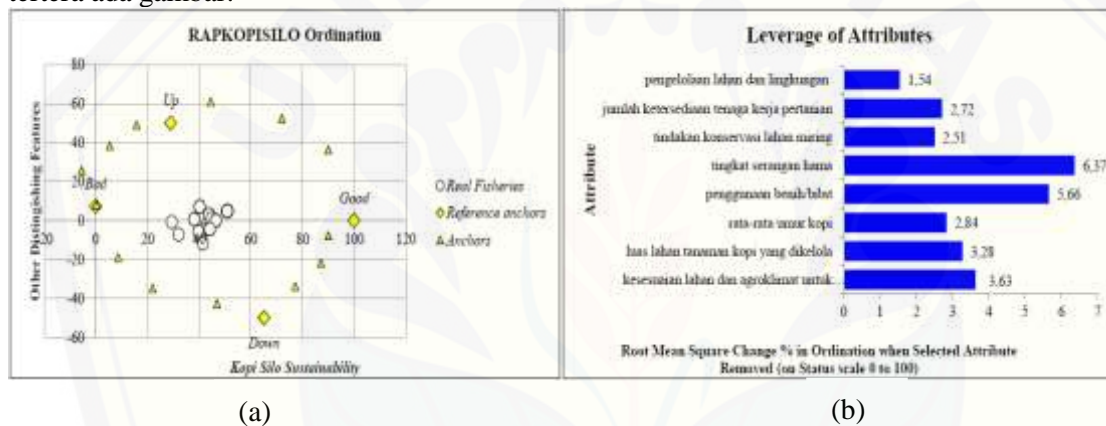 tertera ada gambar.
RAPKOPISILO Ordination
80
60
40
20
0
-20
-40
-60
20
0
20
40
60
80
100
120
Other Distinguishing Features
Up
Bad
Good
Down
Real Fisheries
Reference anchors
Anchors
Kopi Silo Sustainability
(a)
Leverage of Attributes
Attribute
pengelolaan lahan dan lingkungan 1,54
jumlah ketersediaan tenaga kerja pertanian 2,72
tindakan konservasi lahan miring 2,51
tingkat serangan hama 6,37
penggunaan benih/bibit 5,66
rata-rata umur kopi 2,84
luas lahan tanaman kopi yang dikelola 3,28
kesesuaian lahan dan agroklimat untuk 3,63
0 1 2 3 4 5 6 7
Root Mean Square Change % in Ordination when Selected Attribute
Removed (on Status scale 0 to 100)
(b)